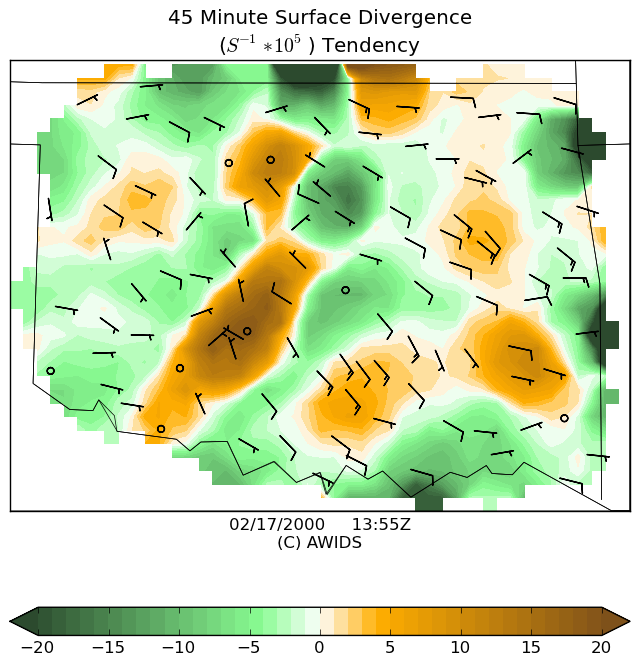 45 Minute Surface Divergence
(S⁻¹ *10⁵ ) Tendency
02/17/2000 13:55Z
(C) AWIDS
−20 −15 −10 −5 0 5 10 15 20